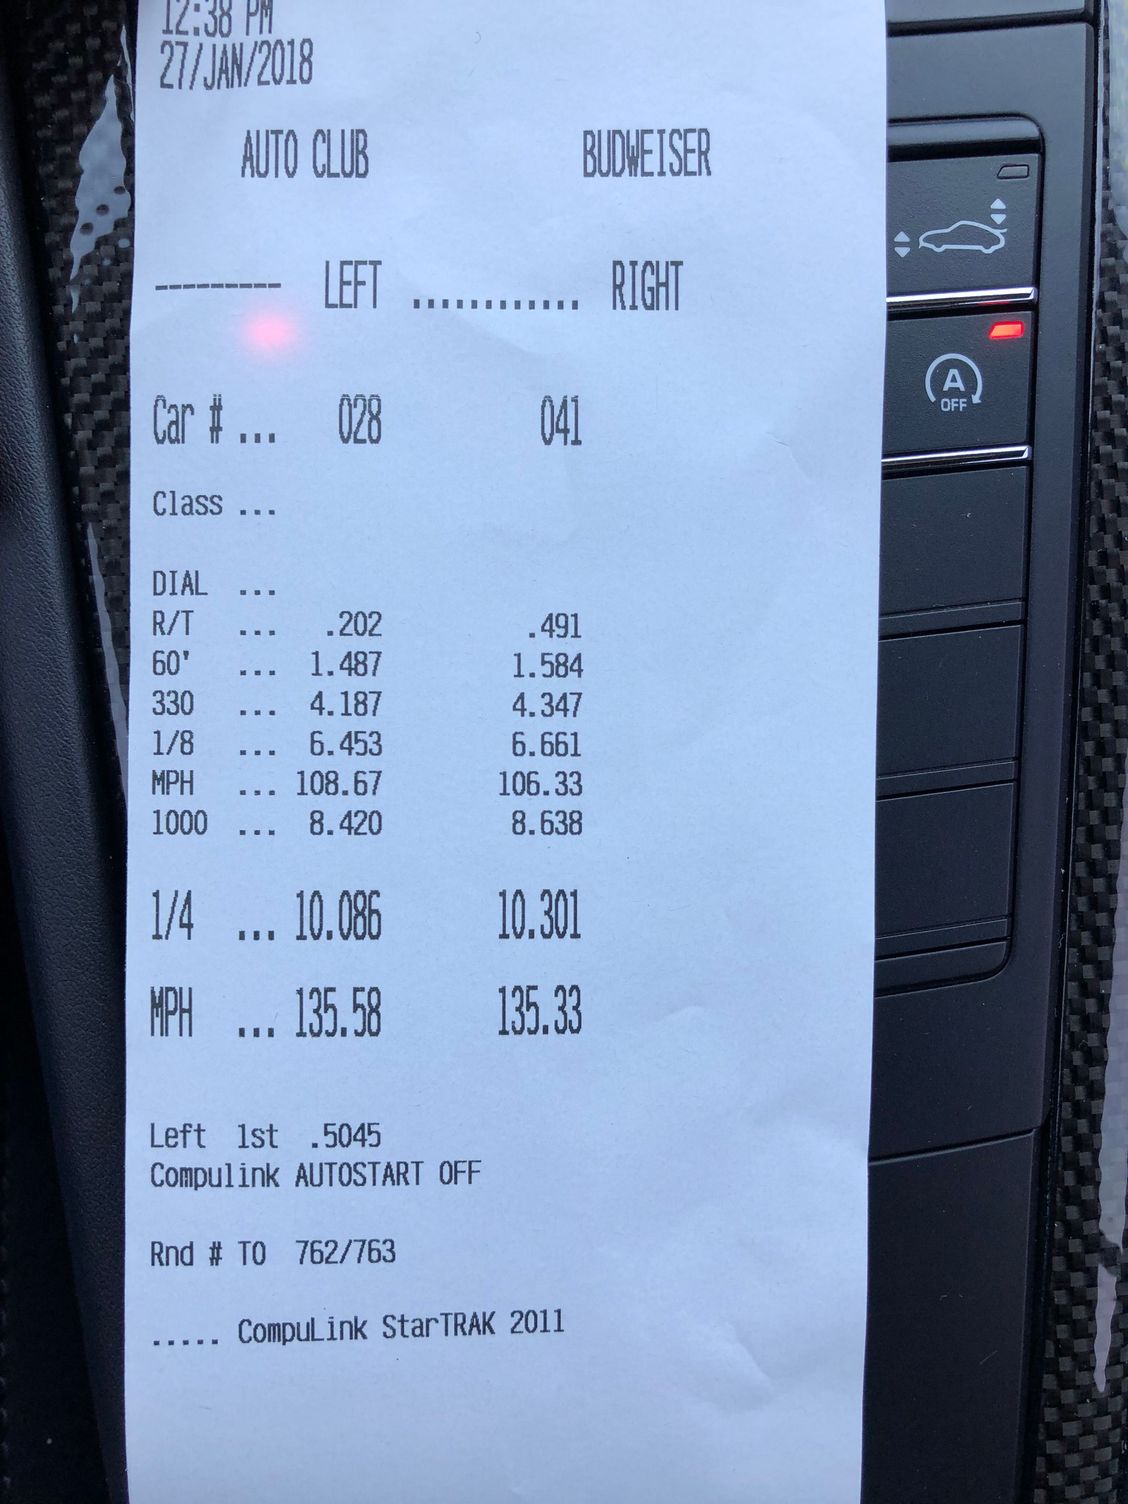 12:38 PM
27/JAN/2018
AUTO CLUB BUDWEISER
--------- LEFT ............ RIGHT
Car # ... 028 041
Class ...
DIAL ...
R/T ... .202 .491
60' ... 1.487 1.584
330 ... 4.187 4.347
1/8 ... 6.453 6.661
MPH ... 108.67 106.33
1000 ... 8.420 8.638
1/4 ... 10.086 10.301
MPH ... 135.58 135.33
Left 1st .5045
Compulink AUTOSTART OFF
Rnd # TO 762/763
..... CompuLink StarTRAK 2011
A
OFF